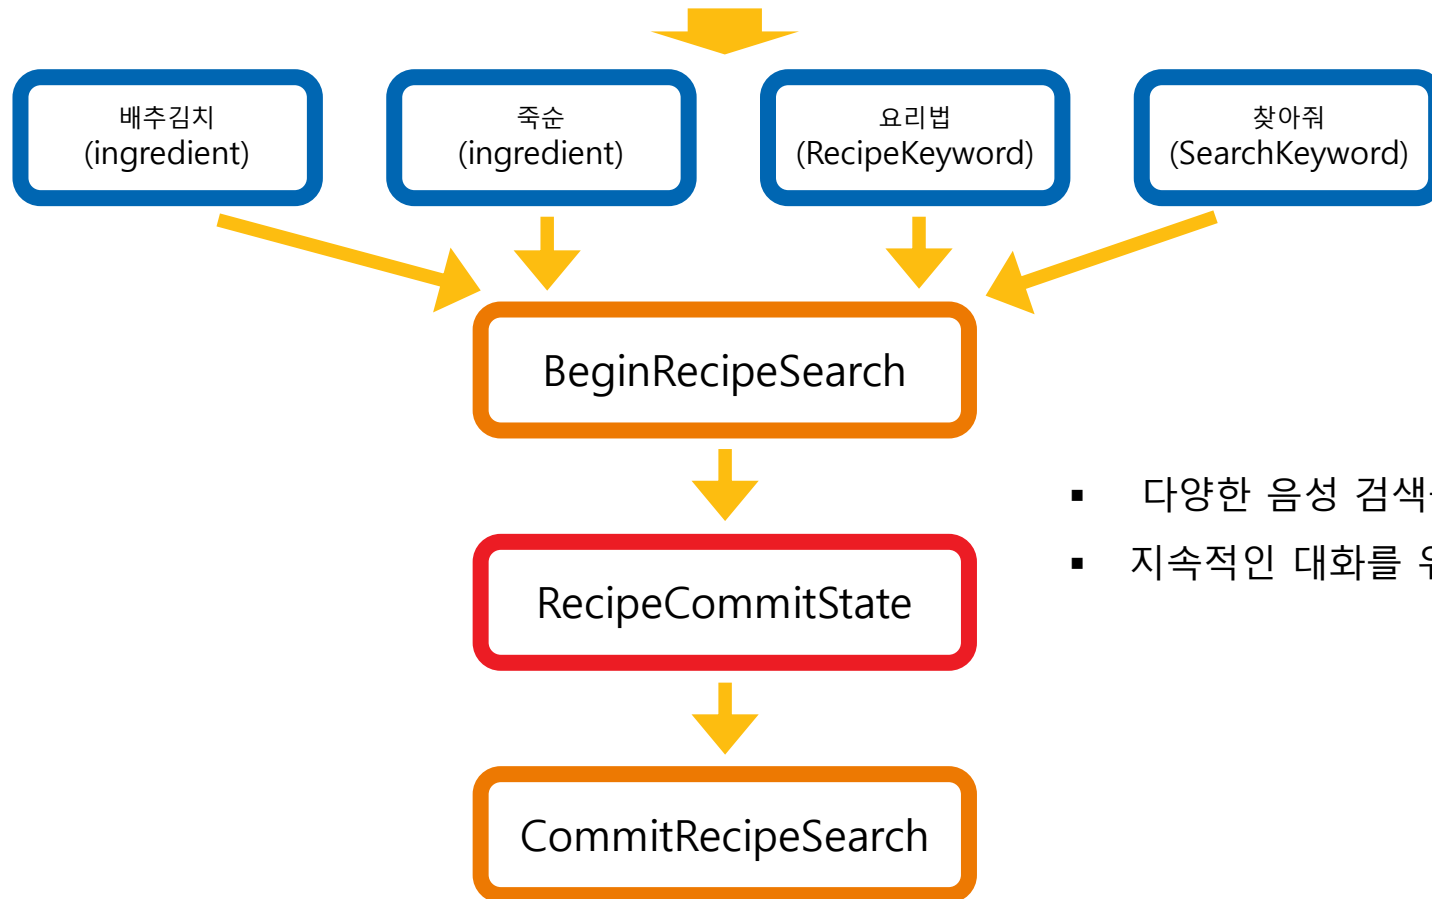 배추김치
(ingredient)
죽순
(ingredient)
요리법
(RecipeKeyword)
찾아줘
(SearchKeyword)
BeginRecipeSearch
▪ 다양한 음성 검색
▪ 지속적인 대화를
RecipeCommitState
CommitRecipeSearch